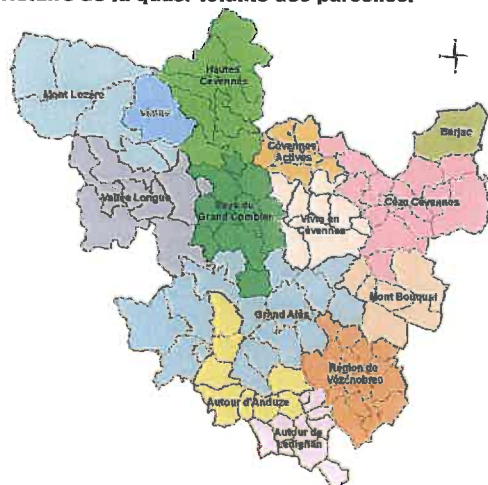 de la quasi-totalité des parcelles.
Hautes
Cévennes
Mont Lozère
Barjac
Cévennes
Actives
Vallée Longue
Pays du
Grand Combien
Vivre en
Cévennes
Cèze Cévennes
Mont Bouquet
Grand Alès
Région de
Vézénobres
Autour d'Anduze
Autour de
Lédignan